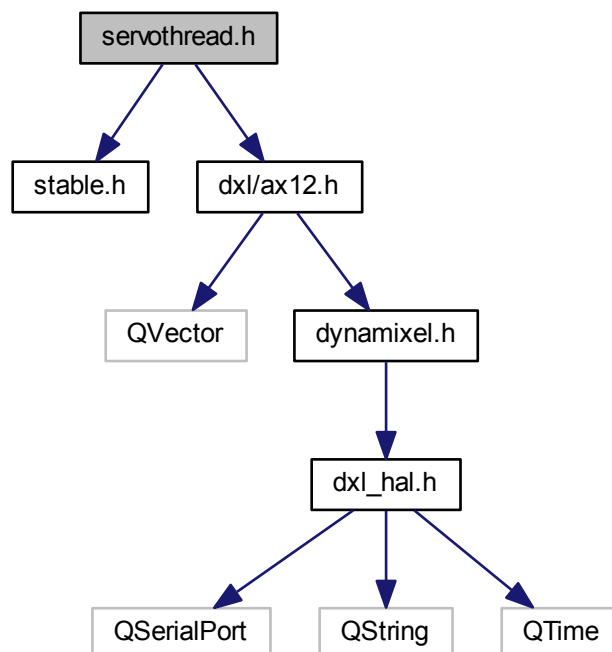 servothread.h
stable.h
dxl/ax12.h
QVector
dynamixel.h
dxl_hal.h
QSerialPort
QString
QTime